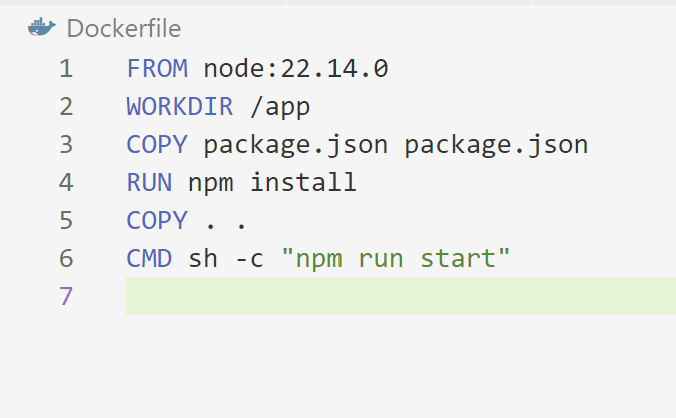 Dockerfile
1 FROM node:22.14.0
2 WORKDIR /app
3 COPY package.json package.json
4 RUN npm install
5 COPY . .
6 CMD sh -c "npm run start"
7